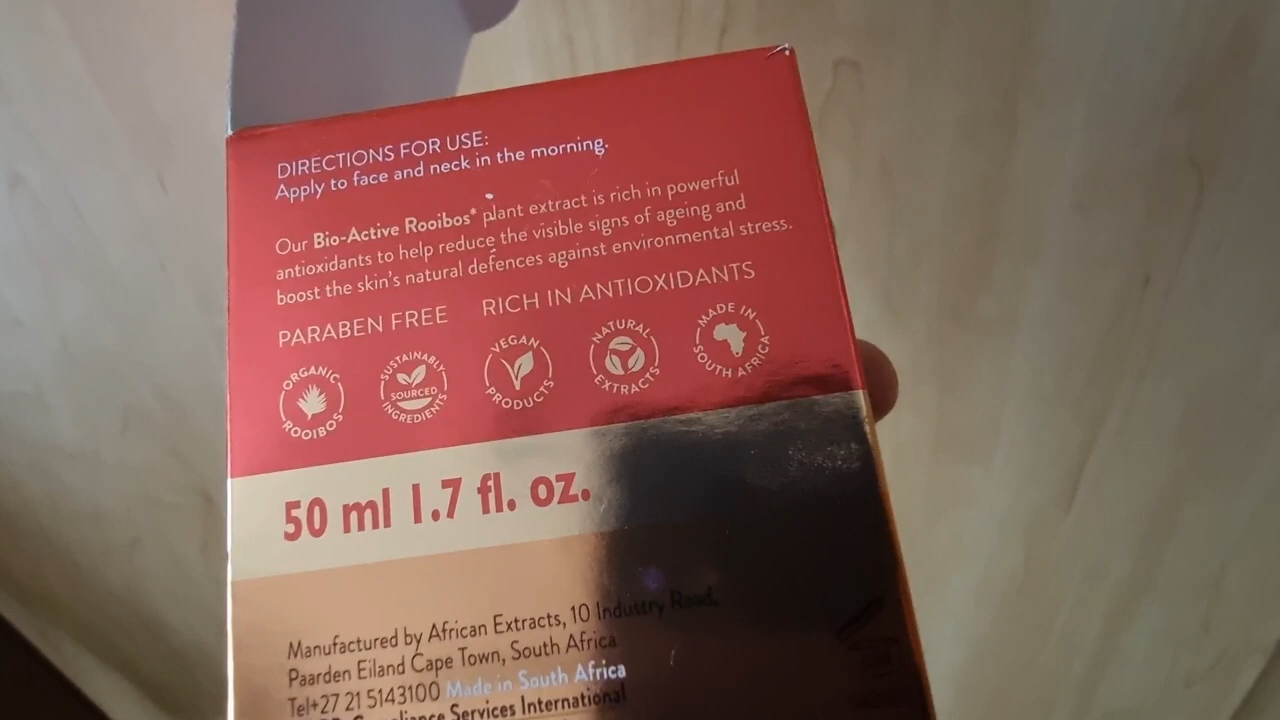 DIRECTIONS FOR USE:
Apply to face and neck in the morning.
Our Bio-Active Rooibos* plant extract is rich in powerful
antioxidants to help reduce the visible signs of ageing and
boost the skin's natural defences against environmental stress.
PARABEN FREE RICH IN ANTIOXIDANTS
ORGANIC
ROOIBOS
SUSTAINABLY
SOURCED
INGREDIENTS
VEGAN
PRODUCTS
NATURAL
EXTRACTS
MADE IN
SOUTH AFRICA
50 ml 1.7 fl. oz.
Manufactured by African Extracts, 10 Industry Road,
Paarden Eiland Cape Town, South Africa
Tel+27 21 5143100 Made in South Africa
Compliance Services International